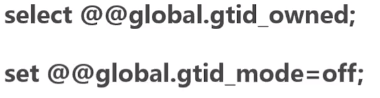 select @@global.gtid_owned;
set @@global.gtid_mode=off;